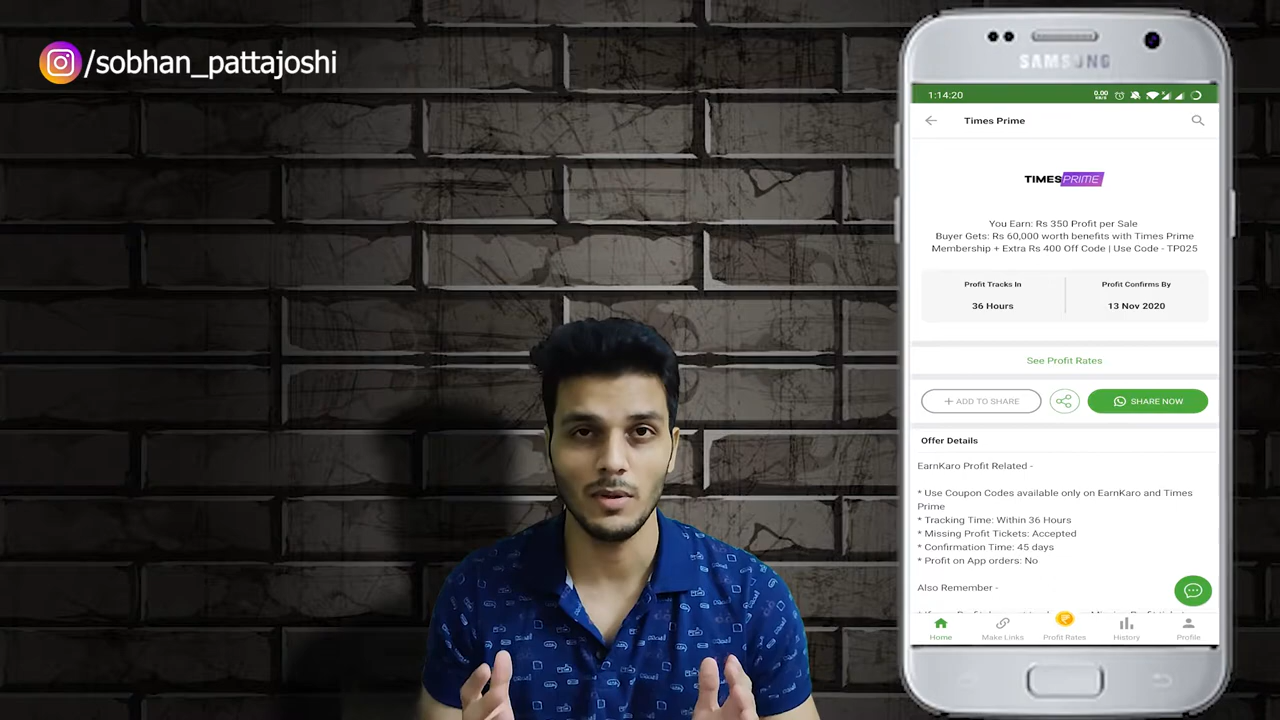 /sobhan_pattajoshi
SAMSUNG
1:14:20
0.00
Times Prime
TIMESPRIME
You Earn: Rs 350 Profit per Sale
Buyer Gets: Rs 60,000 worth benefits with Times Prime
Membership + Extra Rs 400 Off Code | Use Code - TP025
Profit Tracks In
Profit Confirms By
36 Hours
13 Nov 2020
See Profit Rates
+ ADD TO SHARE
SHARE NOW
Offer Details
EarnKaro Profit Related -
* Use Coupon Codes available only on EarnKaro and Times
Prime
* Tracking Time: Within 36 Hours
* Missing Profit Tickets: Accepted
* Confirmation Time: 45 days
* Profit on App orders: No
Also Remember -
Home
Make Links
Profit Rates
History
Profile